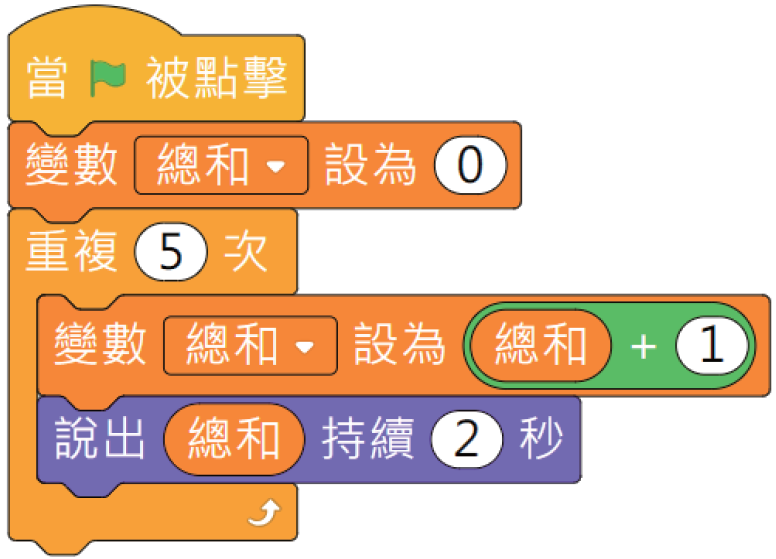 當 被點擊
變數 總和 設為 0
重複 5 次
變數 總和 設為 總和 + 1
說出 總和 持續 2 秒